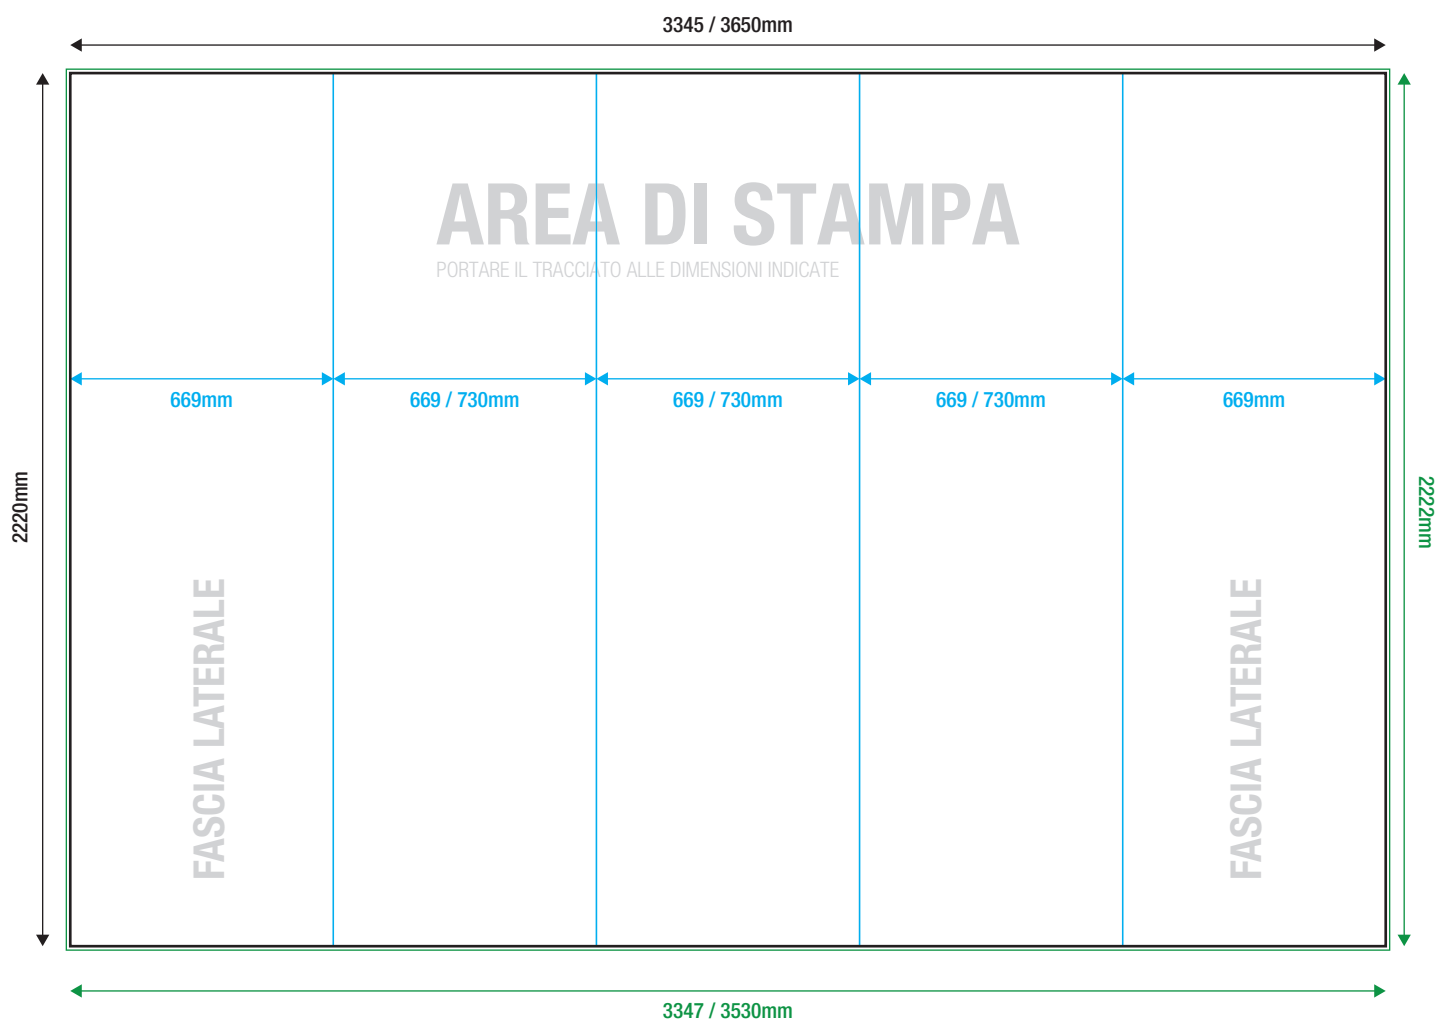 3345 / 3650mm
AREA DI STAMPA
PORTARE IL TRACCIATO ALLE DIMENSIONI INDICATE
669mm
669 / 730mm
669 / 730mm
669 / 730mm
669mm
2220mm
2222mm
FASCIA LATERALE
FASCIA LATERALE
3347 / 3530mm